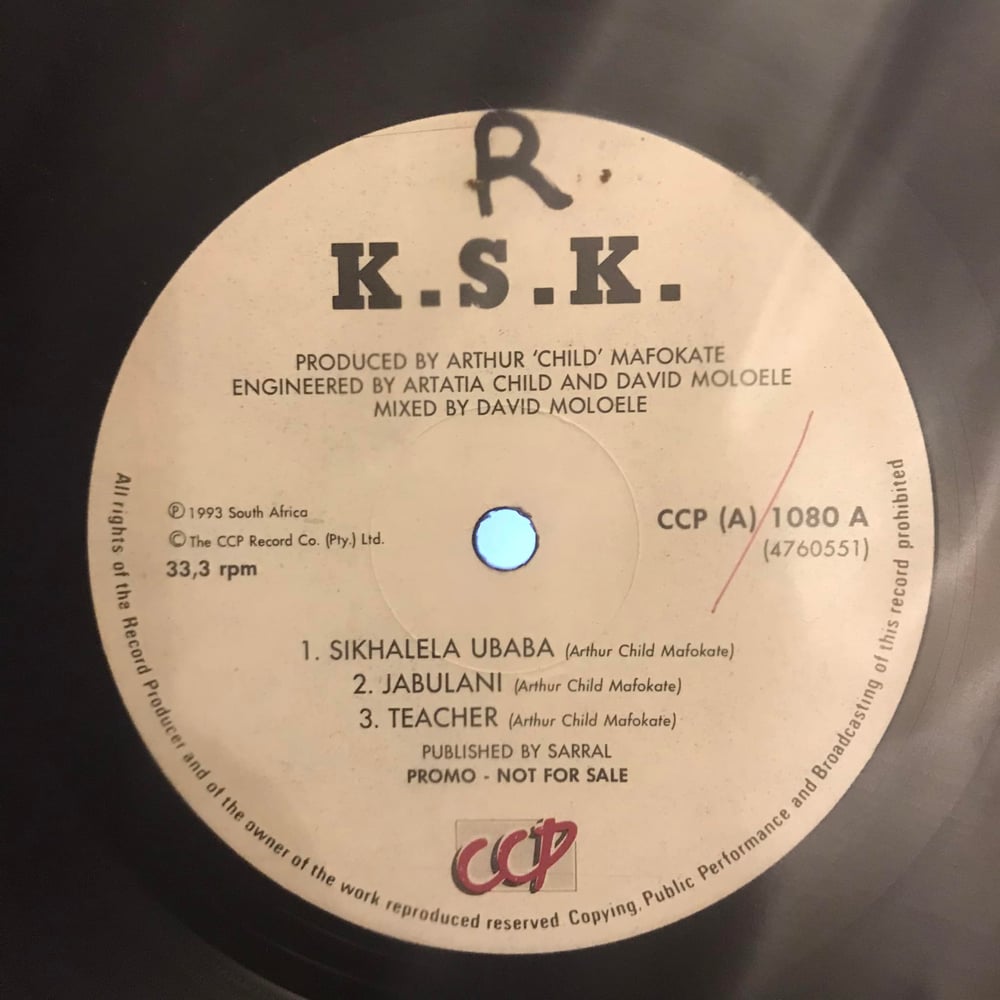 R
K.S.K.
PRODUCED BY ARTHUR ‘CHILD’ MAFOKATE
ENGINEERED BY ARTATIA CHILD AND DAVID MOLOELE
MIXED BY DAVID MOLOELE
℗ 1993 South Africa
© The CCP Record Co. (Pty.) Ltd.
33,3 rpm
CCP (A) 1080 A
(4760551)
1. SIKHALELA UBABA (Arthur Child Mafokate)
2. JABULANI (Arthur Child Mafokate)
3. TEACHER (Arthur Child Mafokate)
PUBLISHED BY SARRAL
PROMO - NOT FOR SALE
CCP
All rights of the Record Producer and of the owner of the work reproduced reserved Copying, Public Performance and Broadcasting of this record prohibited